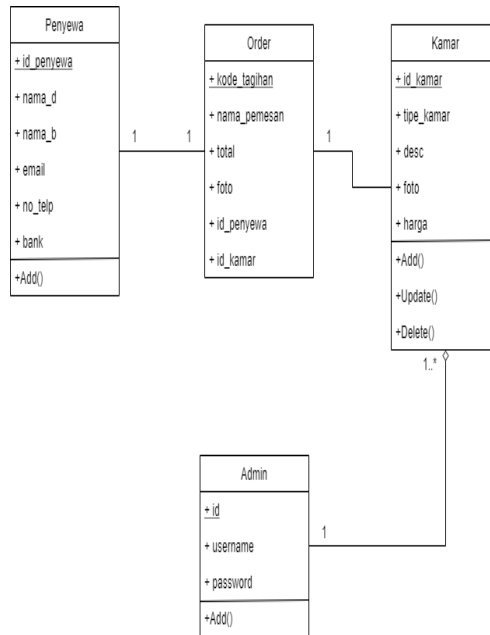 Penyewa
+ id_penyewa
+ nama_d
+ nama_b
+ email
+ no_telp
+ bank
+Add()
1
1
Order
+ kode_tagihan
+ nama_pemesan
+ total
+ foto
+ id_penyewa
+ id_kamar
1
Kamar
+ id_kamar
+ tipe_kamar
+ desc
+ foto
+ harga
+Add()
+Update()
+Delete()
1..*
Admin
+ id
+ username
+ password
+Add()
1